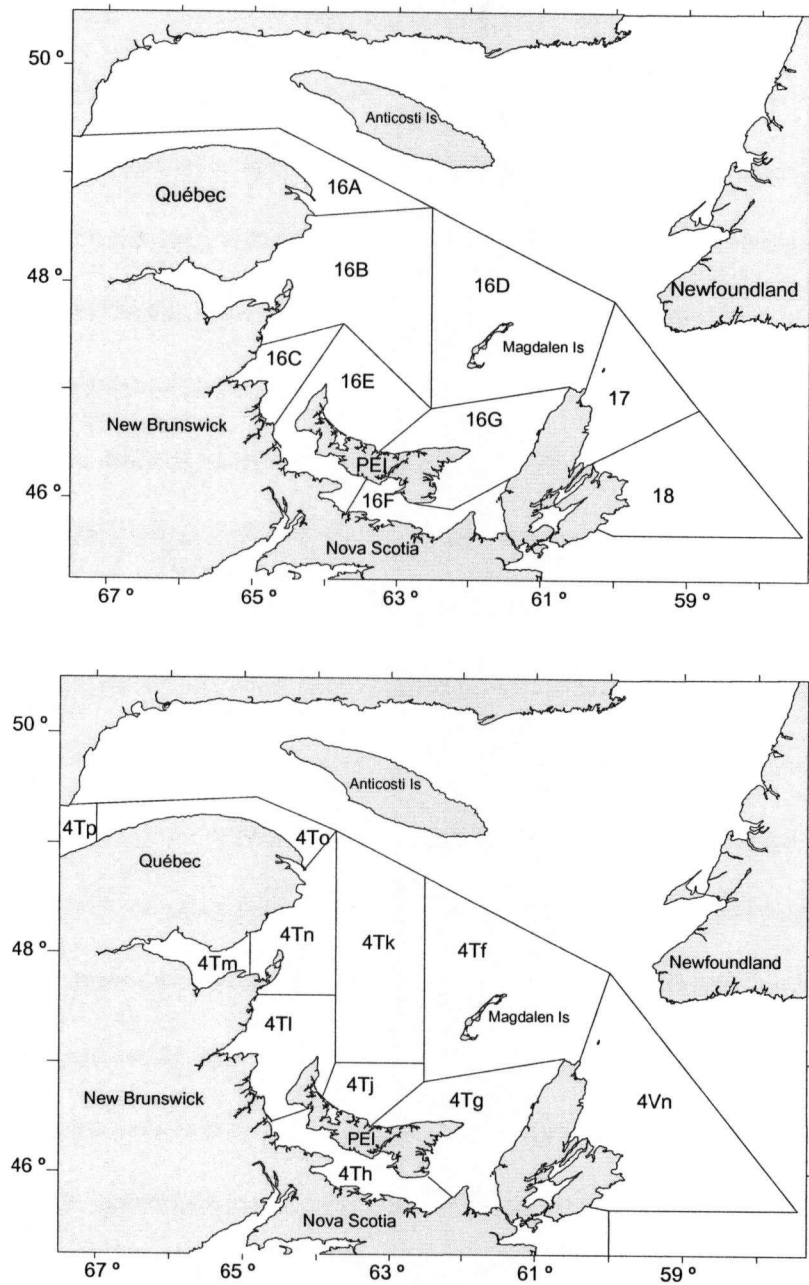 50 º
Anticosti Is
16A
Québec
16B
48 º
16D
Newfoundland
Magdalen Is
16C
16E
17
New Brunswick
16G
PEI
46 º
16F
18
Nova Scotia
67 º 65 º 63 º 61 º 59 º
50 º
Anticosti Is
4Tp
4To
Québec
4Tn
4Tk
4Tf
48 º
4Tm
Newfoundland
4Tl
Magdalen Is
4Tj
New Brunswick
4Tg
4Vn
PEI
46 º
4Th
Nova Scotia
67 º 65 º 63 º 61 º 59 º